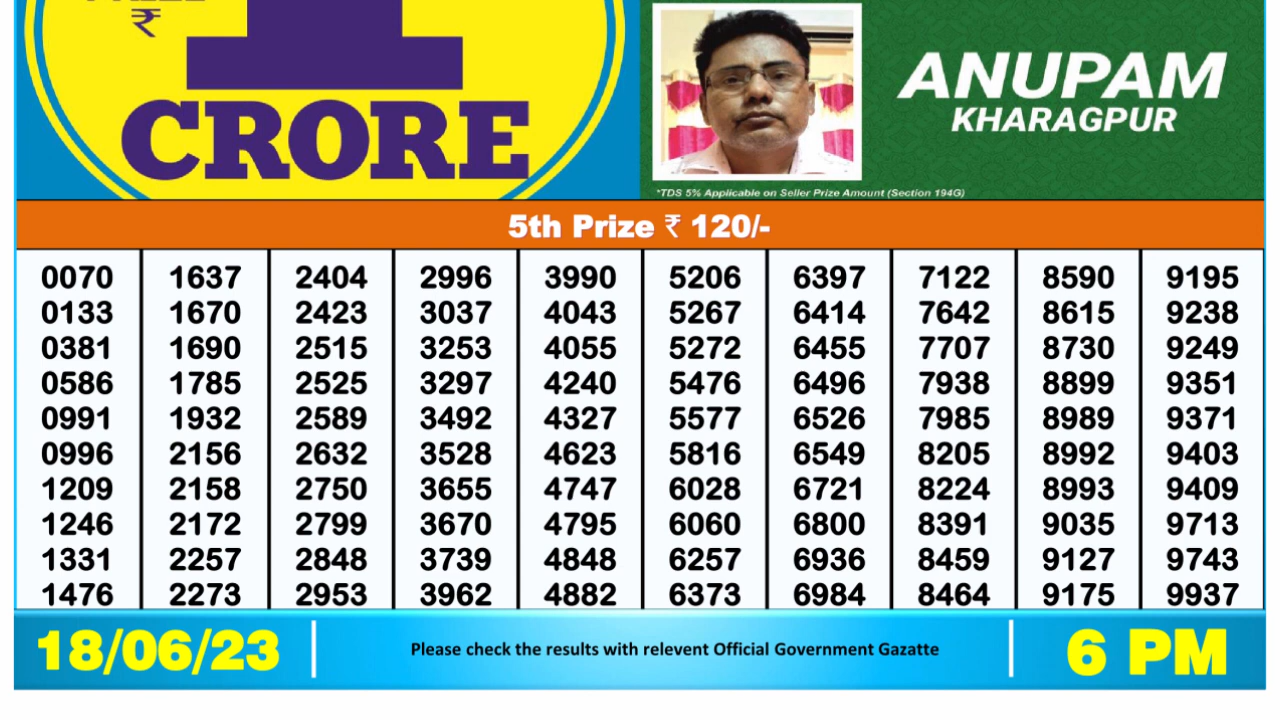 ₹
CRORE
ANUPAM
KHARAGPUR
*TDS 5% Applicable on Seller Prize Amount (Section 194G)
5th Prize ₹ 120/-
0070 1637 2404 2996 3990 5206 6397 7122 8590 9195
0133 1670 2423 3037 4043 5267 6414 7642 8615 9238
0381 1690 2515 3253 4055 5272 6455 7707 8730 9249
0586 1785 2525 3297 4240 5476 6496 7938 8899 9351
0991 1932 2589 3492 4327 5577 6526 7985 8989 9371
0996 2156 2632 3528 4623 5816 6549 8205 8992 9403
1209 2158 2750 3655 4747 6028 6721 8224 8993 9409
1246 2172 2799 3670 4795 6060 6800 8391 9035 9713
1331 2257 2848 3739 4848 6257 6936 8459 9127 9743
1476 2273 2953 3962 4882 6373 6984 8464 9175 9937
18/06/23
Please check the results with relevent Official Government Gazatte
6 PM